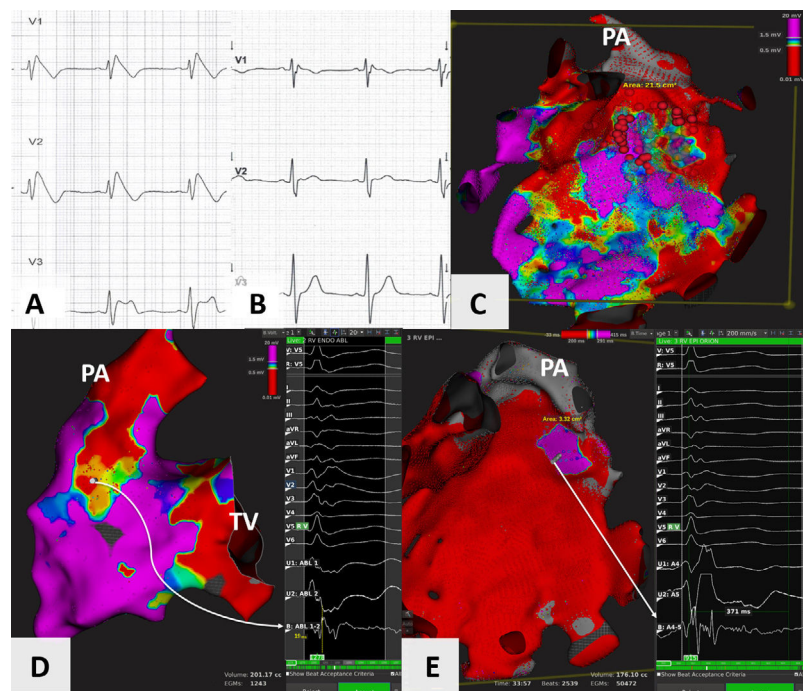 V1
V2
V3
A
V1
V2
V3
B
PA
Area: 21.5 cm²
20 mV
1.5 mV
0.5 mV
0.01 mV
C
PA
TV
20 mV
1.5 mV
0.5 mV
0.01 mV
Volume: 201.17 cc
EGMs: 1243
D
Live: 2 RV ENDO ABL
V: V5
R: V5
I
II
III
aVR
aVL
aVF
V1
V2
V3
V4
V5 R V
V6
U1: ABL 1
U2: ABL 2
B: ABL 1-2
Show Beat Acceptance Criteria
3 RV EPI ...
PA
Area: 3.32 cm²
Time: 33:57
Beats: 2539
Volume: 176.10 cc
EGMs: 50472
E
200 mm/s
Live: 3 RV EPI ORION
V: V5
R: V5
I
II
III
aVR
aVL
aVF
V1
V2
V3
V4
V5 R V
V6
U1: A4
U2: A5
371 ms
B: A4-5
Show Beat Acceptance Criteria